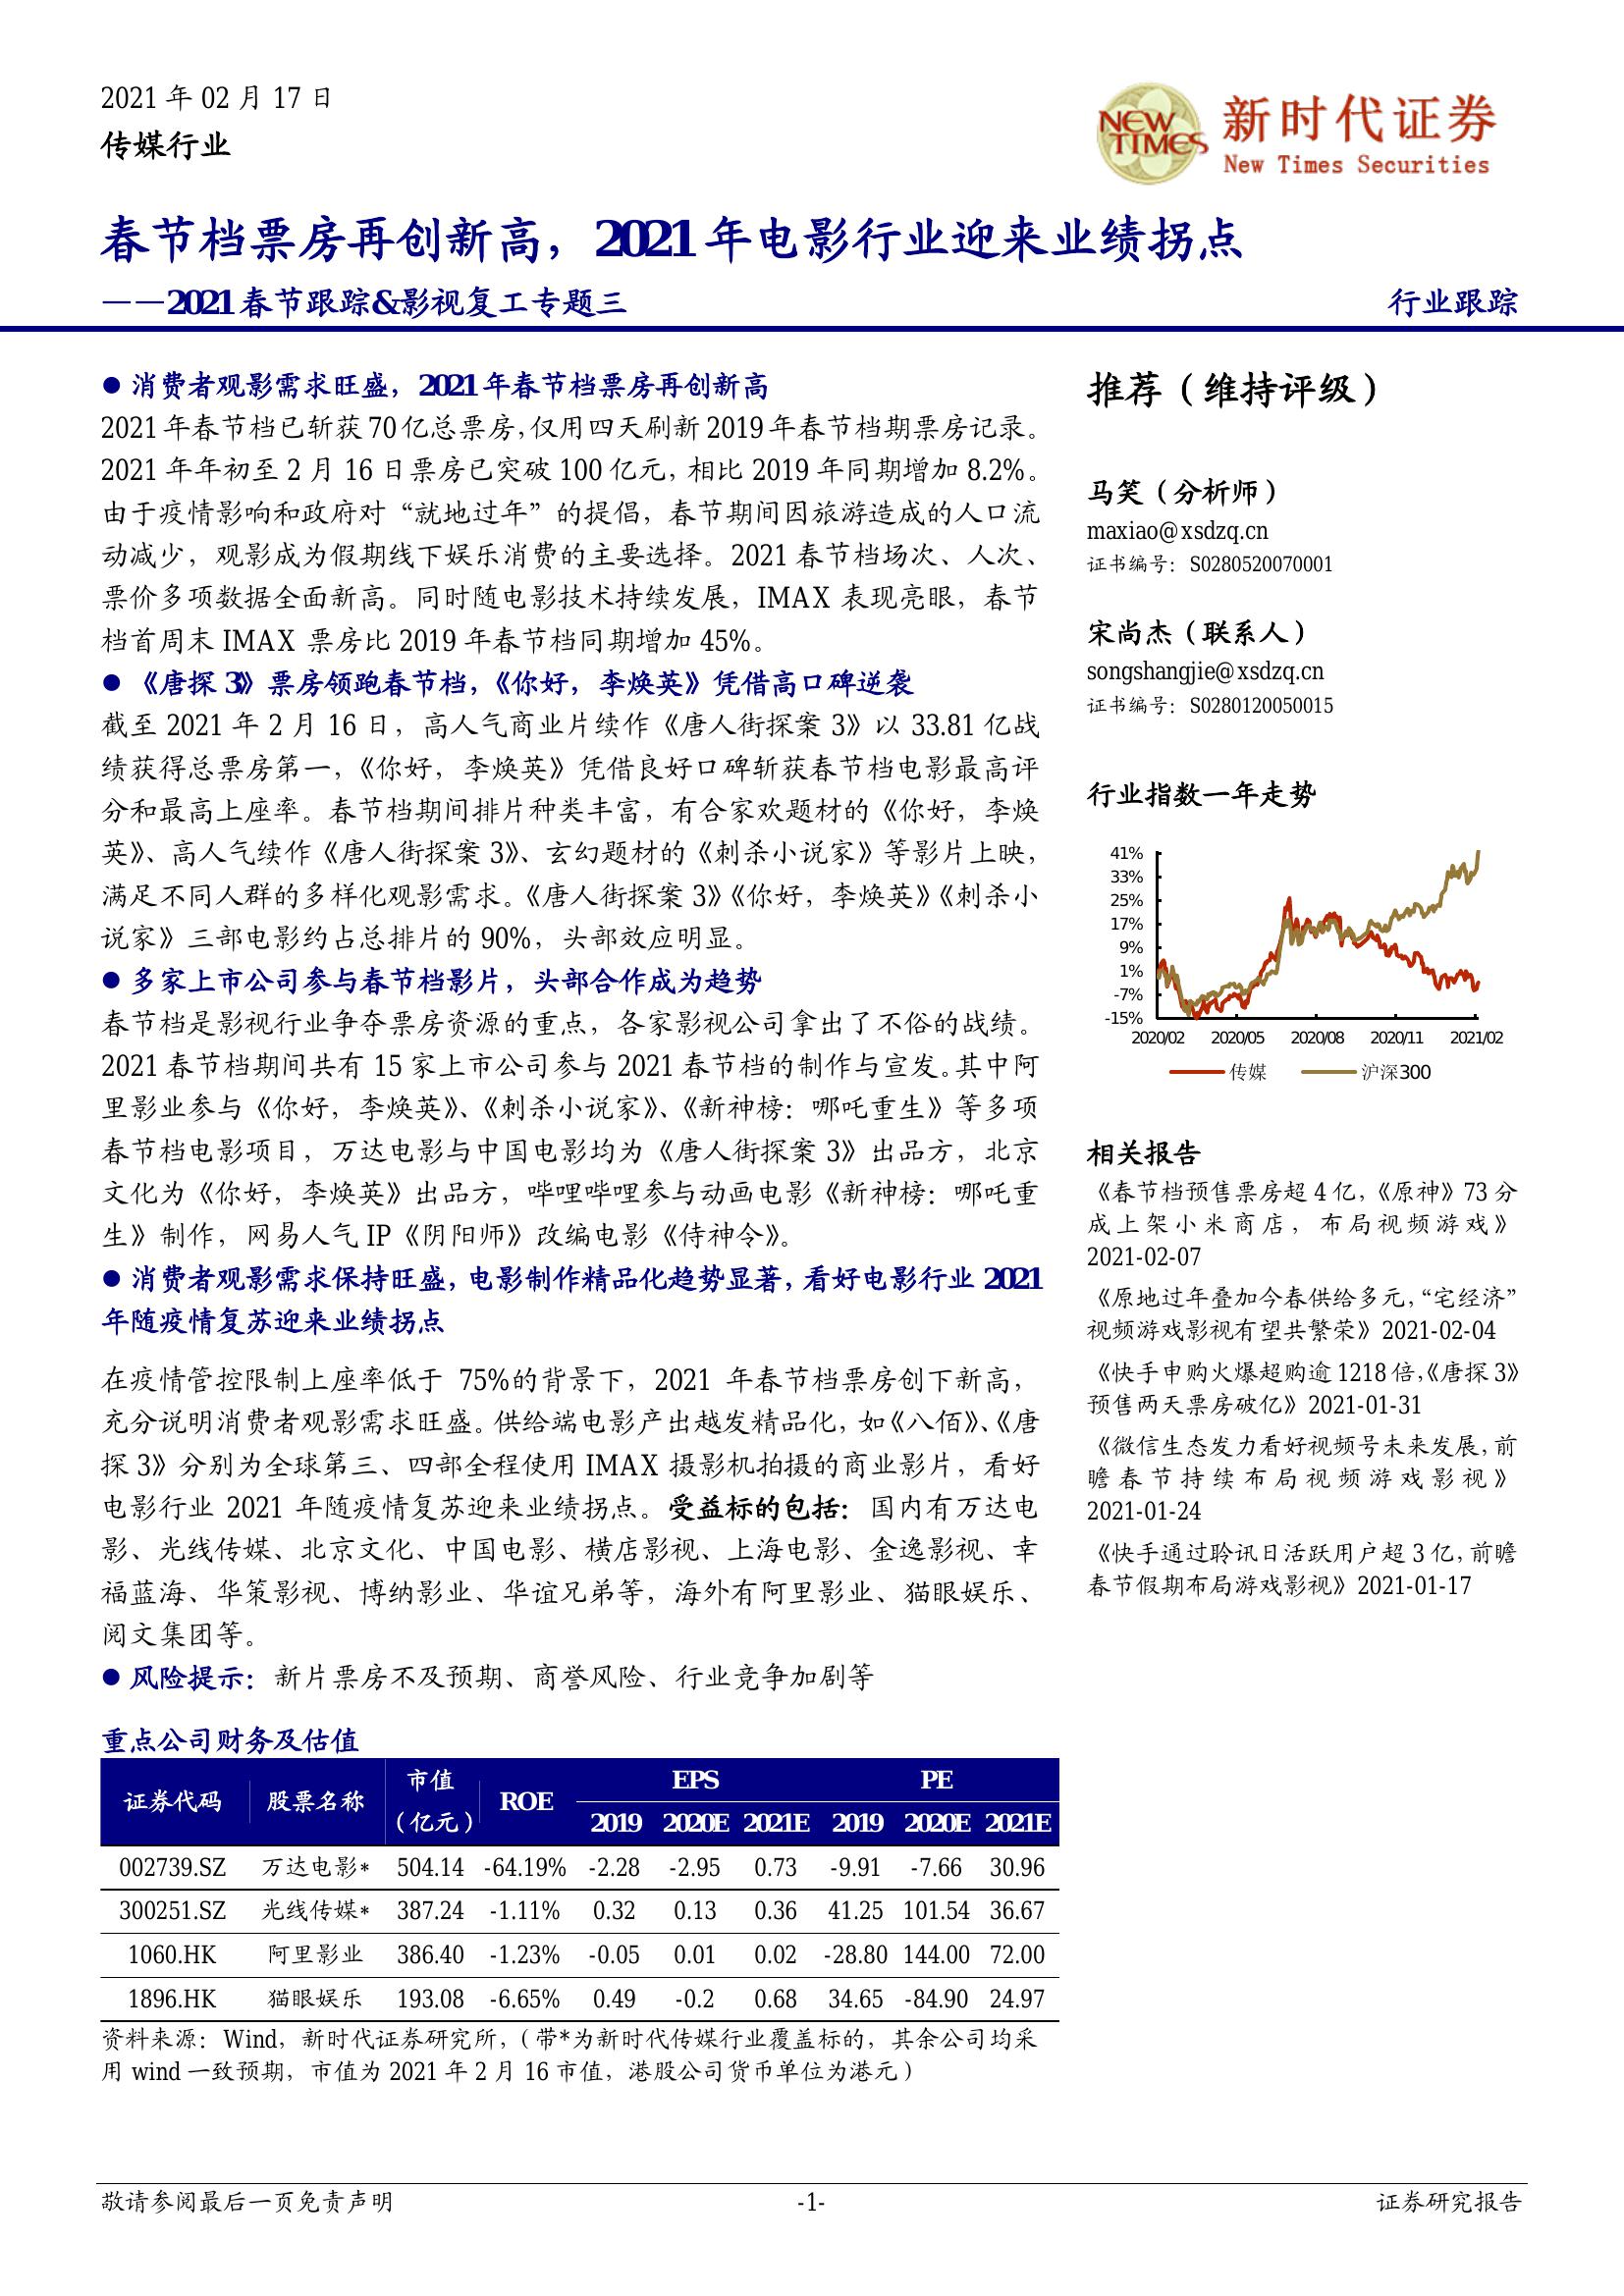 2021 年 02 月 17 日
传媒行业
NEW TIMES
新时代证券
New Times Securities
春节档票房再创新高，2021 年电影行业迎来业绩拐点
——2021 春节跟踪&影视复工专题三
行业跟踪
● 消费者观影需求旺盛，2021 年春节档票房再创新高
2021 年春节档已斩获 70 亿总票房，仅用四天刷新 2019 年春节档期票房记录。
2021 年年初至 2 月 16 日票房已突破 100 亿元，相比 2019 年同期增加 8.2%。
由于疫情影响和政府对“就地过年”的提倡，春节期间因旅游造成的人口流
动减少，观影成为假期线下娱乐消费的主要选择。2021 春节档场次、人次、
票价多项数据全面新高。同时随电影技术持续发展，IMAX 表现亮眼，春节
档首周末 IMAX 票房比 2019 年春节档同期增加 45%。
● 《唐探 3》票房领跑春节档，《你好，李焕英》凭借高口碑逆袭
截至 2021 年 2 月 16 日，高人气商业片续作《唐人街探案 3》以 33.81 亿战
绩获得总票房第一，《你好，李焕英》凭借良好口碑斩获春节档电影最高评
分和最高上座率。春节档期间排片种类丰富，有合家欢题材的《你好，李焕
英》、高人气续作《唐人街探案 3》、玄幻题材的《刺杀小说家》等影片上映，
满足不同人群的多样化观影需求。《唐人街探案 3》《你好，李焕英》《刺杀小
说家》三部电影约占总排片的 90%，头部效应明显。
● 多家上市公司参与春节档影片，头部合作成为趋势
春节档是影视行业争夺票房资源的重点，各家影视公司拿出了不俗的战绩。
2021 春节档期间共有 15 家上市公司参与 2021 春节档的制作与宣发。其中阿
里影业参与《你好，李焕英》、《刺杀小说家》、《新神榜：哪吒重生》等多项
春节档电影项目，万达电影与中国电影均为《唐人街探案 3》出品方，北京
文化为《你好，李焕英》出品方，哔哩哔哩参与动画电影《新神榜：哪吒重
生》制作，网易人气 IP《阴阳师》改编电影《侍神令》。
● 消费者观影需求保持旺盛，电影制作精品化趋势显著，看好电影行业 2021
年随疫情复苏迎来业绩拐点
在疫情管控限制上座率低于 75%的背景下，2021 年春节档票房创下新高，
充分说明消费者观影需求旺盛。供给端电影产出越发精品化，如《八佰》、《唐
探 3》分别为全球第三、四部全程使用 IMAX 摄影机拍摄的商业影片，看好
电影行业 2021 年随疫情复苏迎来业绩拐点。受益标的包括：国内有万达电
影、光线传媒、北京文化、中国电影、横店影视、上海电影、金逸影视、幸
福蓝海、华策影视、博纳影业、华谊兄弟等，海外有阿里影业、猫眼娱乐、
阅文集团等。
● 风险提示：新片票房不及预期、商誉风险、行业竞争加剧等
重点公司财务及估值
证券代码 股票名称 市值（亿元） ROE EPS PE
2019 2020E 2021E 2019 2020E 2021E
002739.SZ 万达电影* 504.14 -64.19% -2.28 -2.95 0.73 -9.91 -7.66 30.96
300251.SZ 光线传媒* 387.24 -1.11% 0.32 0.13 0.36 41.25 101.54 36.67
1060.HK 阿里影业 386.40 -1.23% -0.05 0.01 0.02 -28.80 144.00 72.00
1896.HK 猫眼娱乐 193.08 -6.65% 0.49 -0.2 0.68 34.65 -84.90 24.97
资料来源：Wind，新时代证券研究所，（带*为新时代传媒行业覆盖标的，其余公司均采
用 wind 一致预期，市值为 2021 年 2 月 16 市值，港股公司货币单位为港元）
推荐（维持评级）
马笑（分析师）
maxiao@xsdzq.cn
证书编号：S0280520070001
宋尚杰（联系人）
songshangjie@xsdzq.cn
证书编号：S0280120050015
行业指数一年走势
41%
33%
25%
17%
9%
1%
-7%
-15%
2020/02 2020/05 2020/08 2020/11 2021/02
传媒 沪深300
相关报告
《春节档预售票房超 4 亿，《原神》73 分
成上架小米商店，布局视频游戏》
2021-02-07
《原地过年叠加今春供给多元，“宅经济”
视频游戏影视有望共繁荣》2021-02-04
《快手申购火爆超购逾 1218 倍，《唐探 3》
预售两天票房破亿》2021-01-31
《微信生态发力看好视频号未来发展，前
瞻春节持续布局视频游戏影视》
2021-01-24
《快手通过聆讯日活跃用户超 3 亿，前瞻
春节假期布局游戏影视》2021-01-17
敬请参阅最后一页免责声明
-1-
证券研究报告